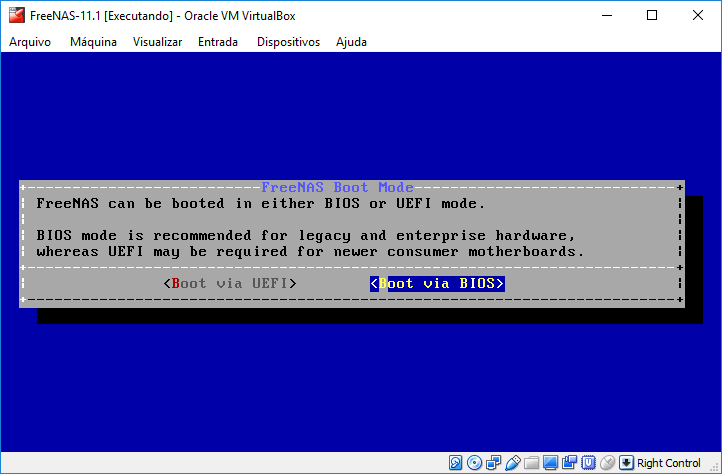 FreeNAS-11.1 [Executando] - Oracle VM VirtualBox
Arquivo Máquina Visualizar Entrada Dispositivos Ajuda
FreeNAS Boot Mode
FreeNAS can be booted in either BIOS or UEFI mode.
BIOS mode is recommended for legacy and enterprise hardware,
whereas UEFI may be required for newer consumer motherboards.
<Boot via UEFI> <Boot via BIOS>
Right Control